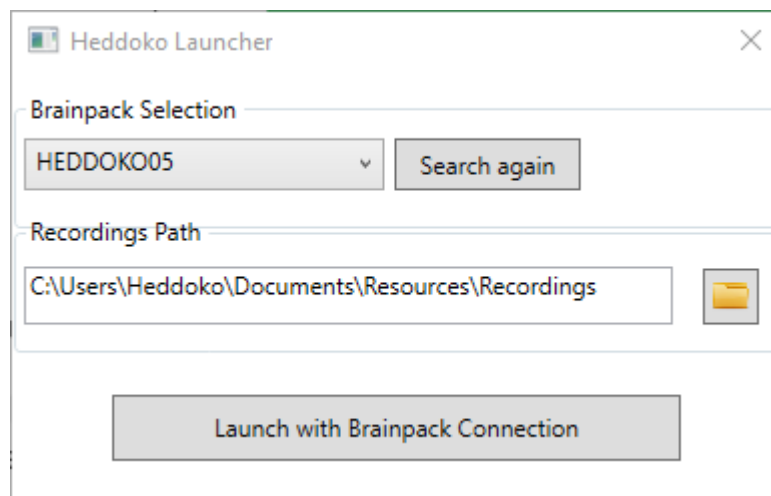 Heddoko Launcher
Brainpack Selection
HEDDOKO05
Search again
Recordings Path
C:\Users\Heddoko\Documents\Resources\Recordings
Launch with Brainpack Connection